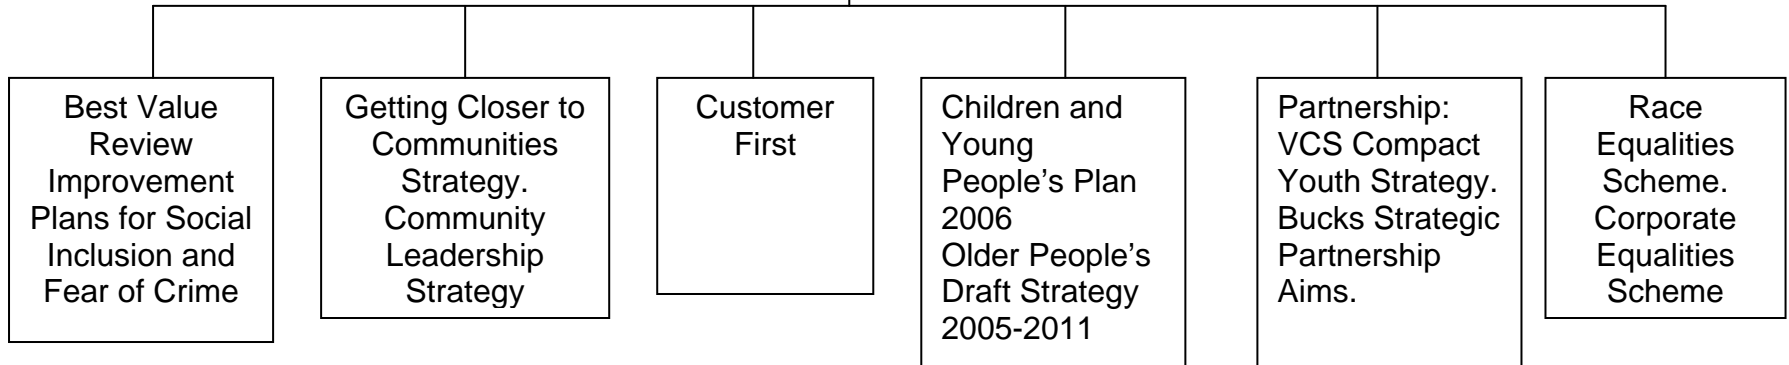 Best Value
Review
Improvement
Plans for Social
Inclusion and
Fear of Crime
Getting Closer to
Communities
Strategy.
Community
Leadership
Strategy
Customer
First
Children and
Young
People’s Plan
2006
Older People’s
Draft Strategy
2005-2011
Partnership:
VCS Compact
Youth Strategy.
Bucks Strategic
Partnership
Aims.
Race
Equalities
Scheme.
Corporate
Equalities
Scheme